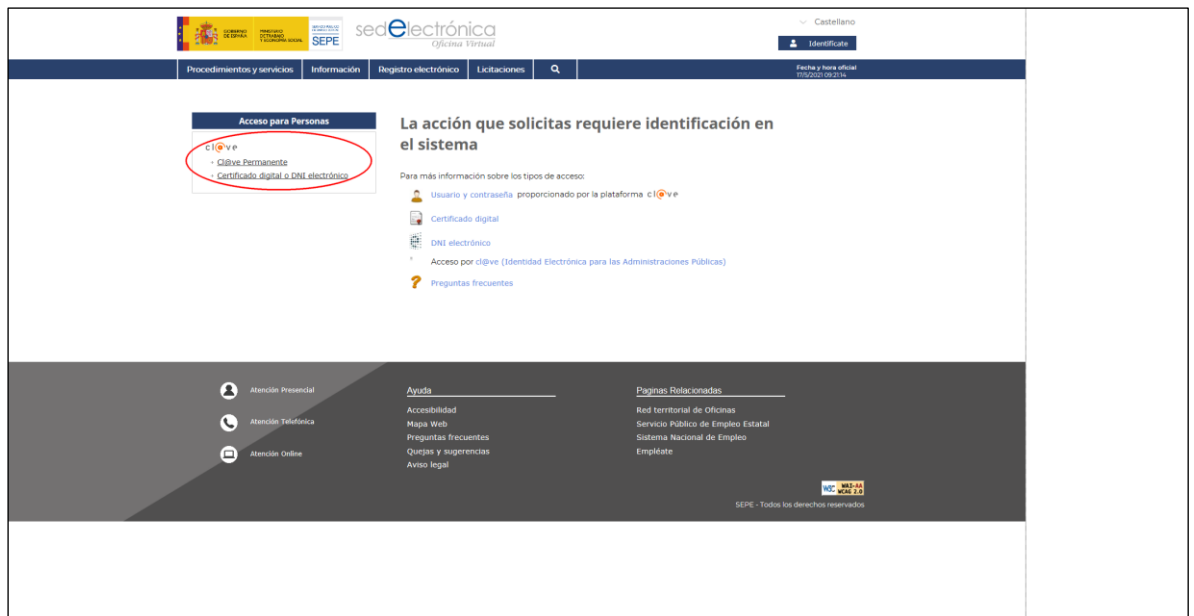 GOBIERNO
DE ESPAÑA
MINISTERIO
DE TRABAJO
Y ECONOMÍA SOCIAL
SEPE
sedelectrónica
Oficina Virtual
Castellano
Identifícate
Procedimientos y servicios
Información
Registro electrónico
Licitaciones
Fecha y hora oficial
17/5/2021 09:21:14
Acceso para Personas
cl@ve
Cl@ve Permanente
Certificado digital o DNI electrónico
La acción que solicitas requiere identificación en
el sistema
Para más información sobre los tipos de acceso:
Usuario y contraseña proporcionado por la plataforma cl@ve
Certificado digital
DNI electrónico
Acceso por cl@ve (Identidad Electrónica para las Administraciones Públicas)
Preguntas frecuentes
Atención Presencial
Atención Telefónica
Atención Online
Ayuda
Accesibilidad
Mapa Web
Preguntas frecuentes
Quejas y sugerencias
Aviso legal
Paginas Relacionadas
Red territorial de Oficinas
Servicio Público de Empleo Estatal
Sistema Nacional de Empleo
Empléate
W3C WAI-AA
WCAG 2.0
SEPE - Todos los derechos reservados